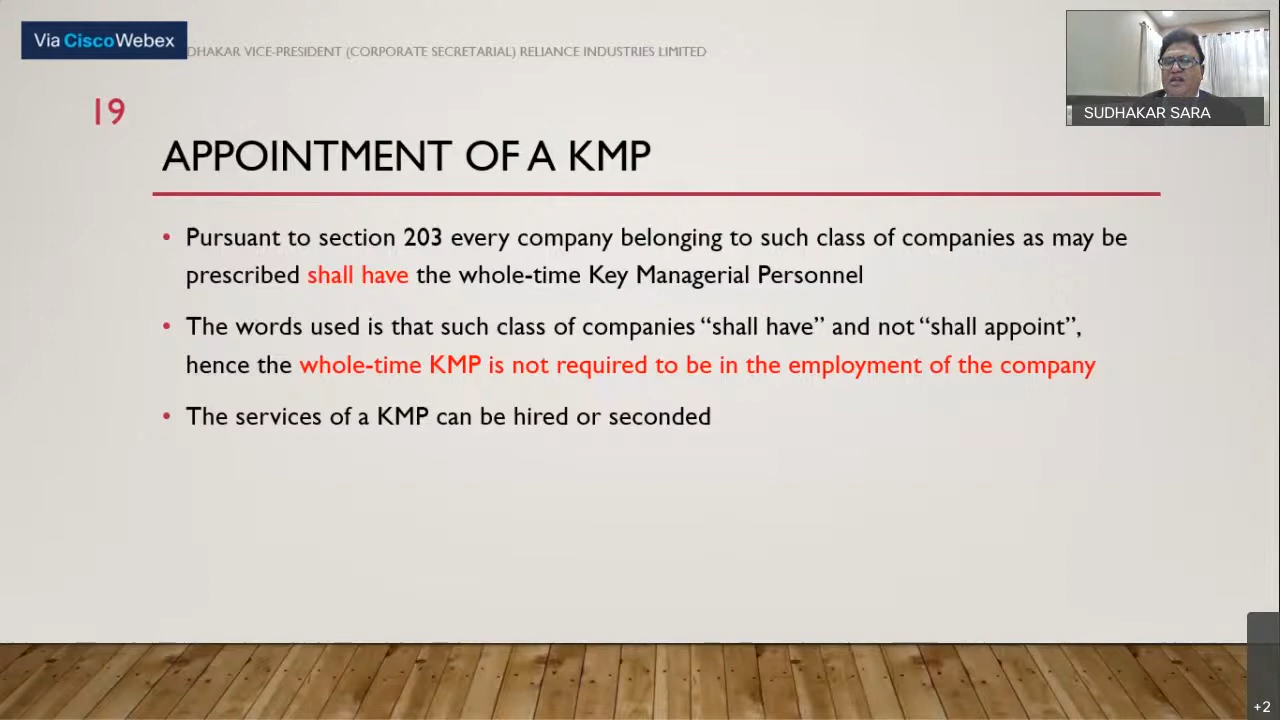 Via Cisco Webex
DHAKAR VICE-PRESIDENT (CORPORATE SECRETARIAL) RELIANCE INDUSTRIES LIMITED
SUDHAKAR SARA
19
APPOINTMENT OF A KMP
• Pursuant to section 203 every company belonging to such class of companies as may be
prescribed shall have the whole-time Key Managerial Personnel
• The words used is that such class of companies “shall have” and not “shall appoint”,
hence the whole-time KMP is not required to be in the employment of the company
• The services of a KMP can be hired or seconded
+2